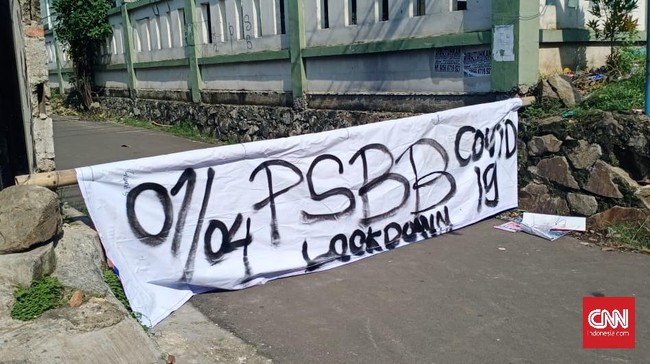 01/04 PSBB COVID 19
LOCKDOWN
CNN
Indonesia.com